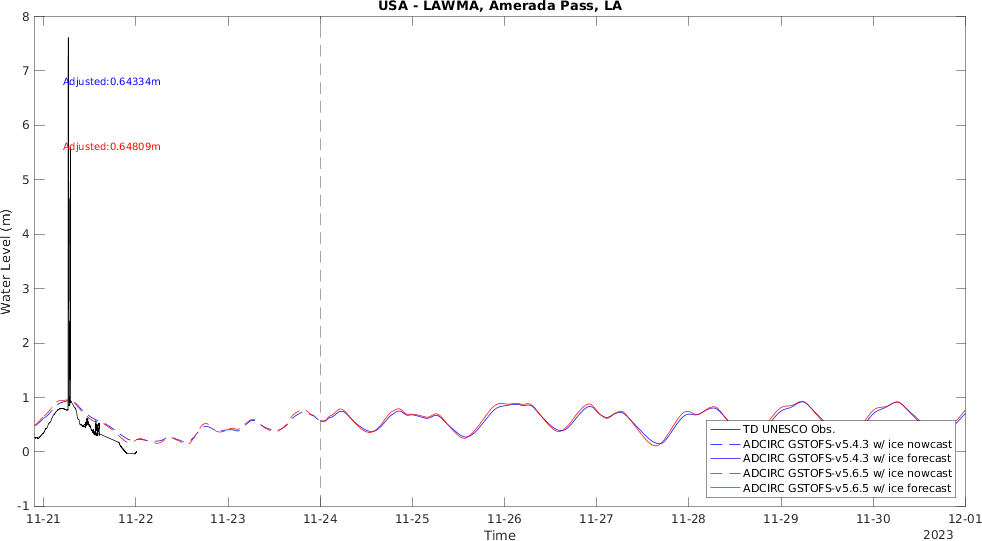 USA - LAWMA, Amerada Pass, LA
Water Level (m)
8
7
6
5
4
3
2
1
0
-1
Adjusted:0.64334m
Adjusted:0.64809m
TD UNESCO Obs.
ADCIRC GSTOFS-v5.4.3 w/ ice nowcast
ADCIRC GSTOFS-v5.4.3 w/ ice forecast
ADCIRC GSTOFS-v5.6.5 w/ ice nowcast
ADCIRC GSTOFS-v5.6.5 w/ ice forecast
11-21 11-22 11-23 11-24 11-25 11-26 11-27 11-28 11-29 11-30 12-01
Time
2023